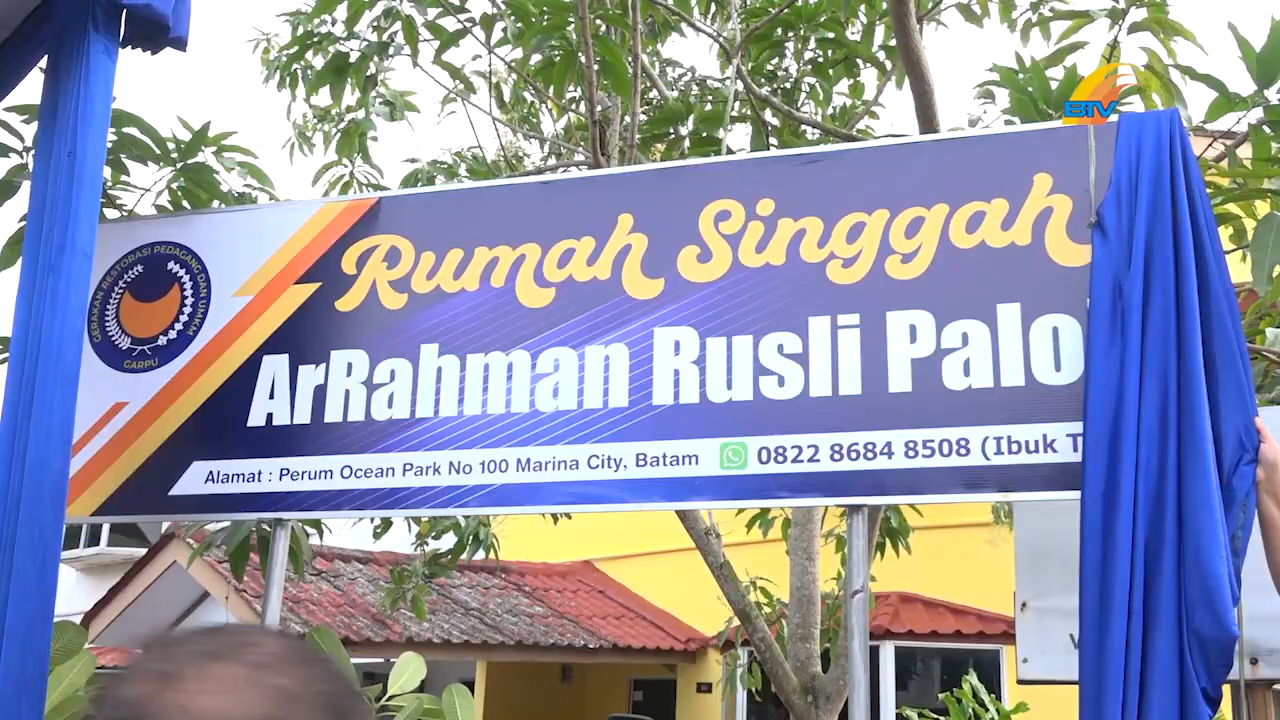 BTV
Rumah Singgah
ArRahman Rusli Palo
GERAKAN RESTORASI PEDAGANG DAN UMKM
GARPU
Alamat : Perum Ocean Park No 100 Marina City, Batam
0822 8684 8508 (Ibuk T